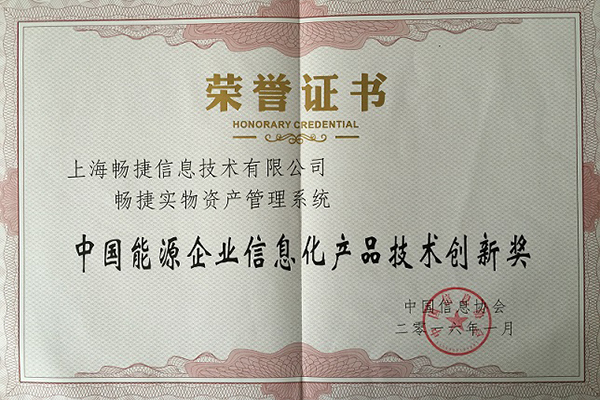 荣誉证书
HONORARY CREDENTIAL
上海畅捷信息技术有限公司
畅捷实物资产管理系统
中国能源企业信息化产品技术创新奖
中国信息协会
二零一六年一月